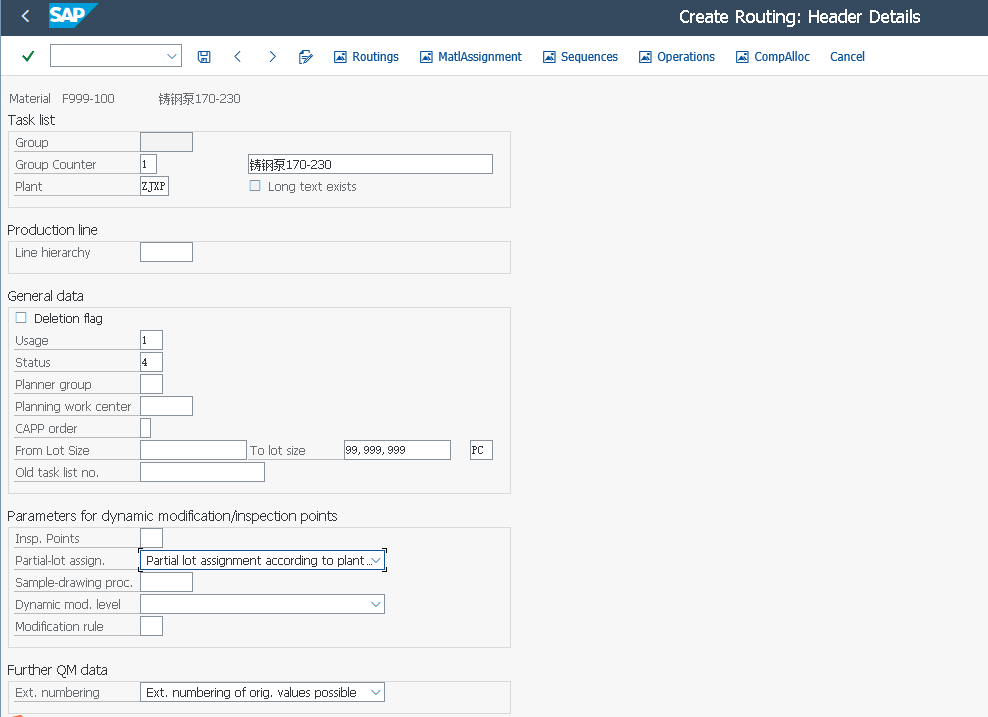 SAP Create Routing: Header Details
Routings MatlAssignment Sequences Operations CompAlloc Cancel
Material F999-100 铸钢泵170-230
Task list
Group
Group Counter 1 铸钢泵170-230
Plant ZJXP Long text exists
Production line
Line hierarchy
General data
Deletion flag
Usage 1
Status 4
Planner group
Planning work center
CAPP order
From Lot Size To lot size 99,999,999 PC
Old task list no.
Parameters for dynamic modification/inspection points
Insp. Points
Partial-lot assign. Partial lot assignment according to plant...
Sample-drawing proc.
Dynamic mod. level
Modification rule
Further QM data
Ext. numbering Ext. numbering of orig. values possible